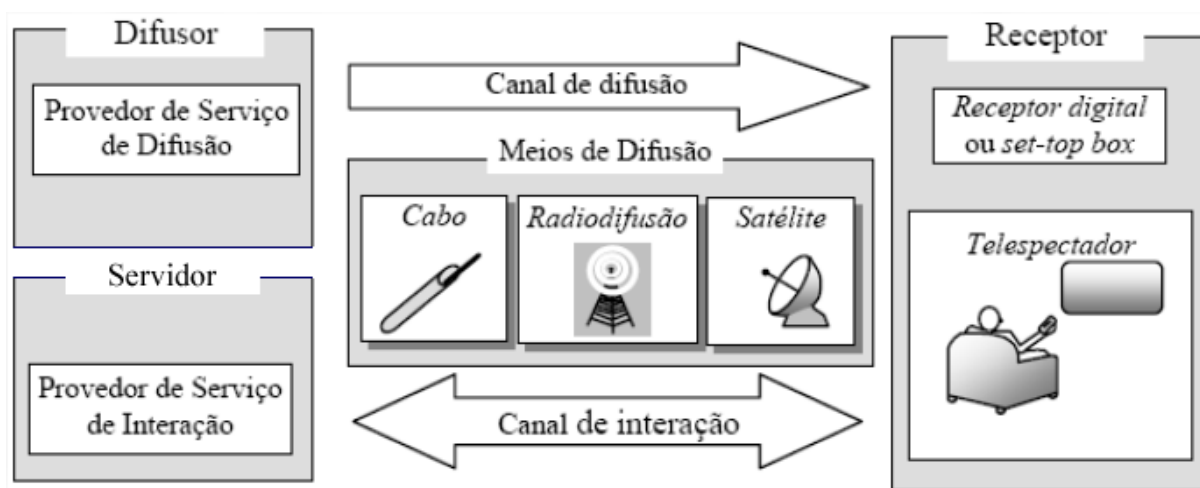 Difusor
Provedor de Serviço
de Difusão
Servidor
Provedor de Serviço
de Interação
Canal de difusão
Meios de Difusão
Cabo
Radiodifusão
Satélite
Canal de interação
Receptor
Receptor digital
ou set-top box
Telespectador